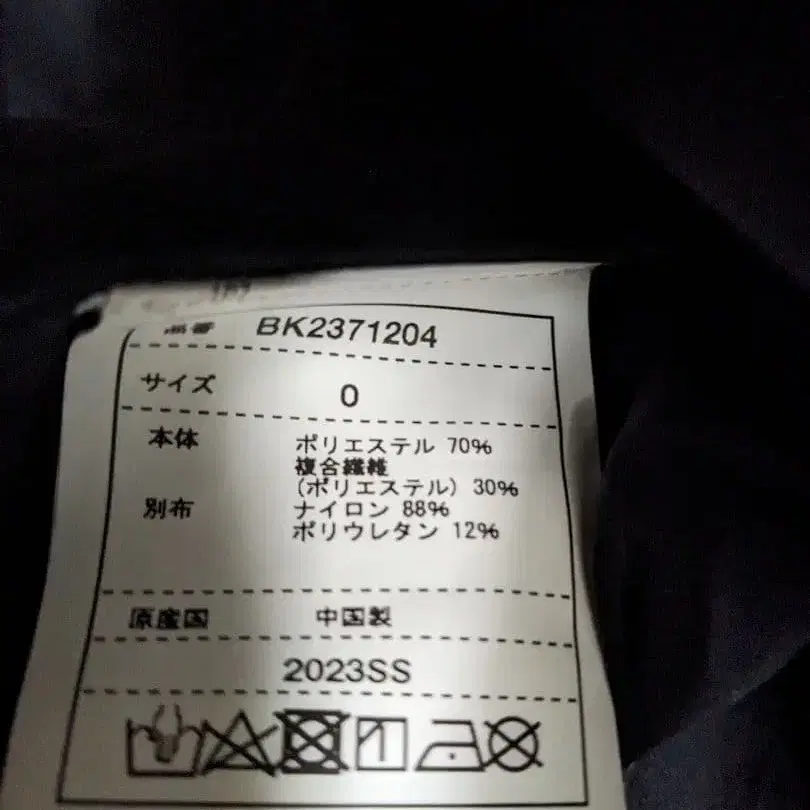 品番 BK2371204
サイズ 0
本体 ポリエステル 70%
複合繊維
(ポリエステル) 30%
別布 ナイロン 88%
ポリウレタン 12%
原産国 中国製
2023SS